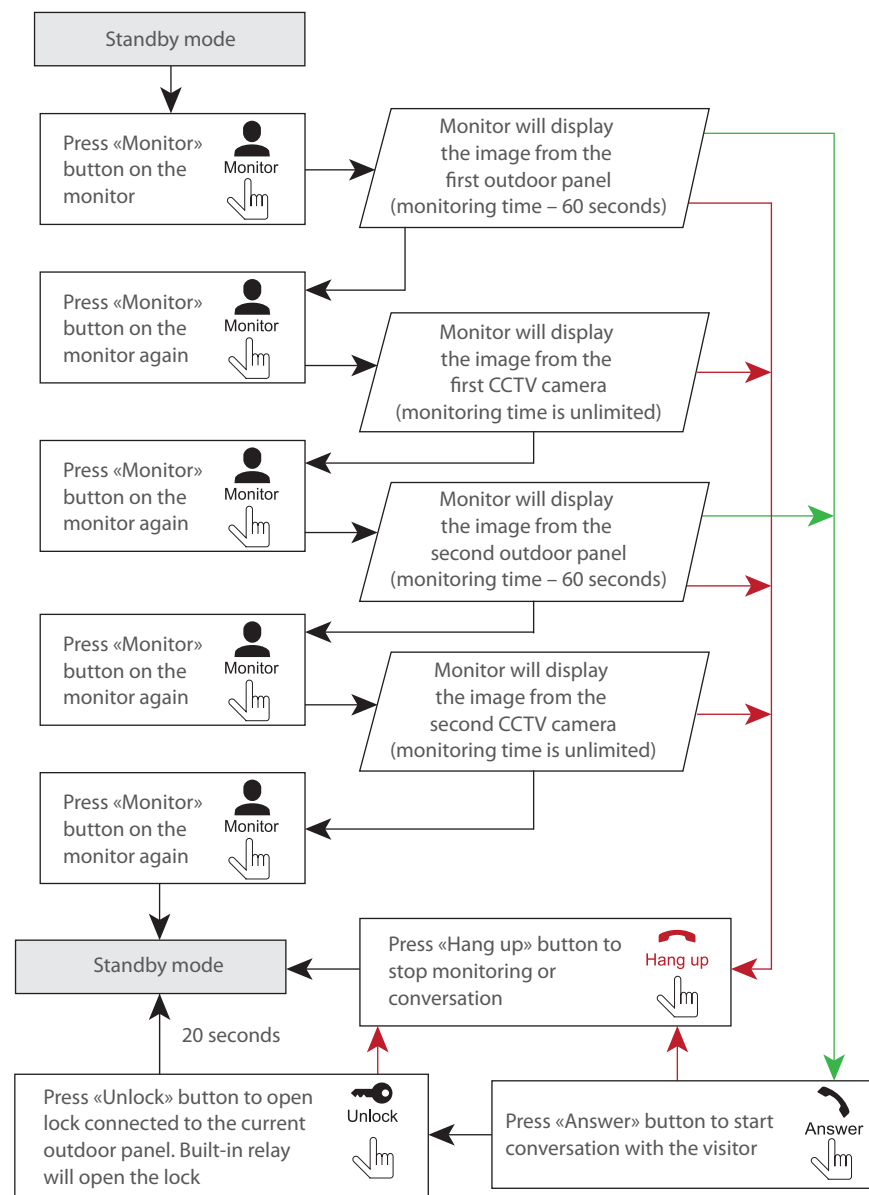 Standby mode
Press «Monitor»
button on the
monitor
Monitor
Monitor will display
the image from the
first outdoor panel
(monitoring time – 60 seconds)
Press «Monitor»
button on the
monitor again
Monitor
Monitor will display
the image from the
first CCTV camera
(monitoring time is unlimited)
Press «Monitor»
button on the
monitor again
Monitor
Monitor will display
the image from the
second outdoor panel
(monitoring time – 60 seconds)
Press «Monitor»
button on the
monitor again
Monitor
Monitor will display
the image from the
second CCTV camera
(monitoring time is unlimited)
Press «Monitor»
button on the
monitor again
Monitor
Standby mode
Press «Hang up» button to
stop monitoring or
conversation
Hang up
20 seconds
Press «Unlock» button to open
lock connected to the current
outdoor panel. Built-in relay
will open the lock
Unlock
Press «Answer» button to start
conversation with the visitor
Answer